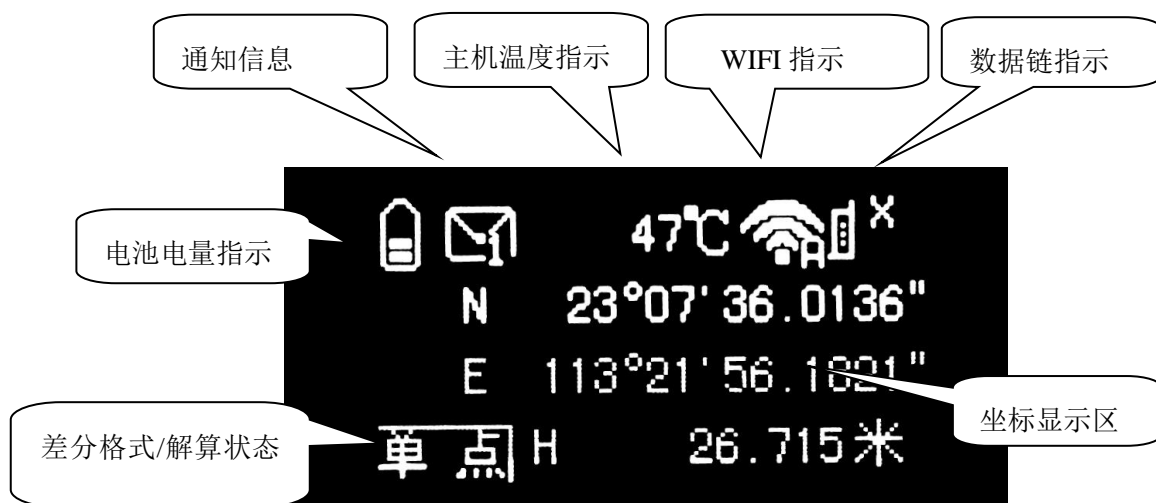 通知信息
主机温度指示
WIFI 指示
数据链指示
电池电量指示
47℃
X
N 23°07'36.0136"
E 113°21'56.1821"
坐标显示区
差分格式/解算状态
单点 H 26.715米